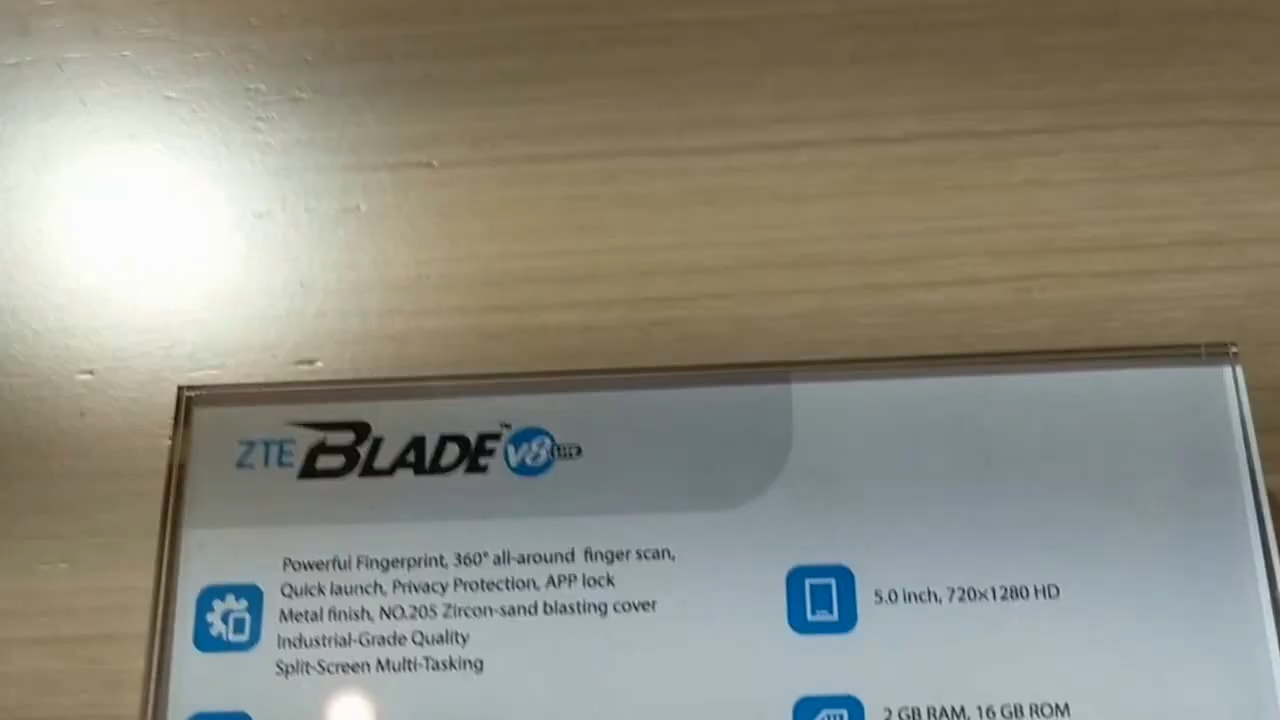 ZTE BLADE™ V8
Powerful Fingerprint, 360° all-around finger scan,
Quick launch, Privacy Protection, APP lock
Metal finish, NO.205 Zircon-sand blasting cover
Industrial-Grade Quality
Split-Screen Multi-Tasking
5.0 inch, 720×1280 HD
2 GB RAM, 16 GB ROM